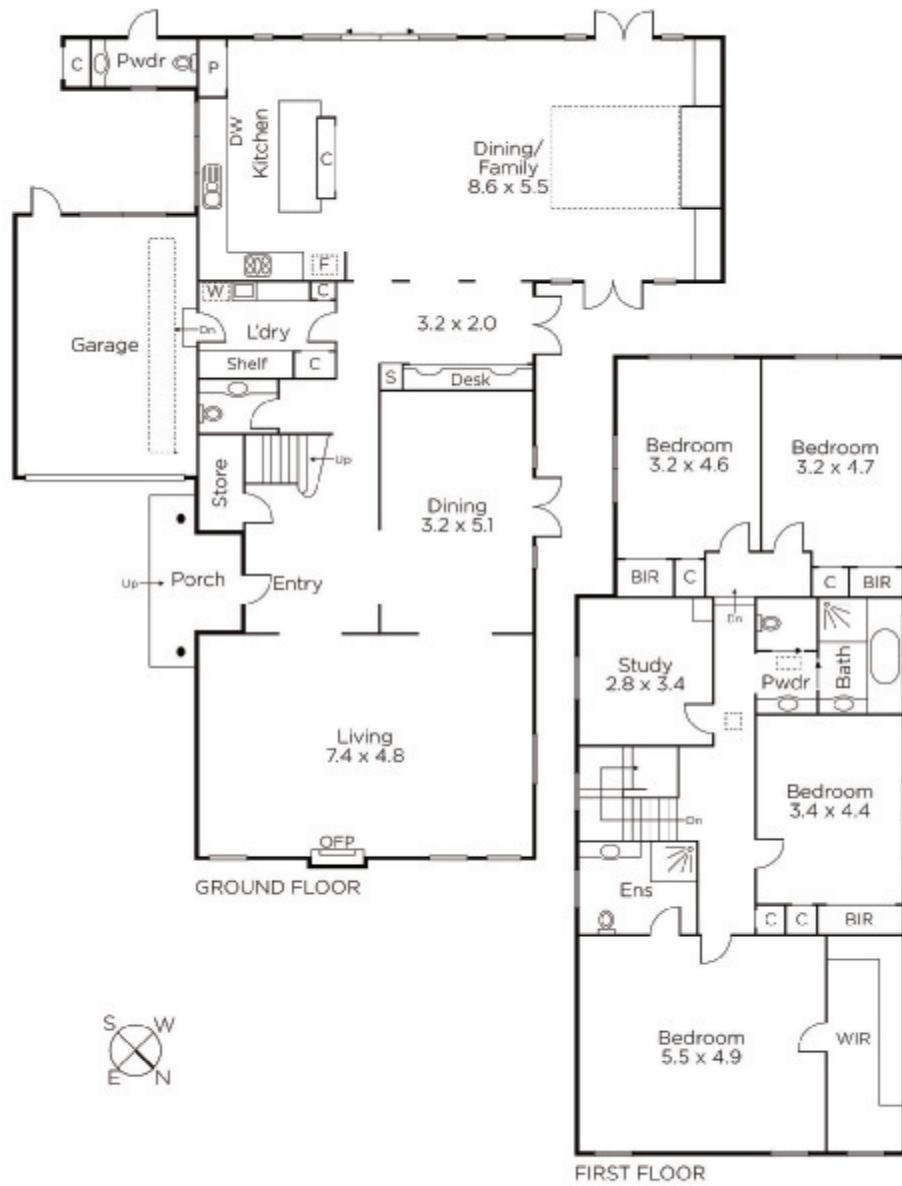 Pwdr
C
P
DW
Kitchen
C
Dining/
Family
8.6 x 5.5
F
W
C
Dn
L'dry
3.2 x 2.0
Garage
Shelf
C
S
Desk
Store
Up
Dining
3.2 x 5.1
Up
Porch
Entry
Living
7.4 x 4.8
OFP
GROUND FLOOR
Bedroom
3.2 x 4.6
Bedroom
3.2 x 4.7
BIR
C
C
BIR
Dn
Study
2.8 x 3.4
Pwdr
Bath
Bedroom
3.4 x 4.4
Dn
Ens
C
C
BIR
Bedroom
5.5 x 4.9
WIR
FIRST FLOOR
S
W
E
N